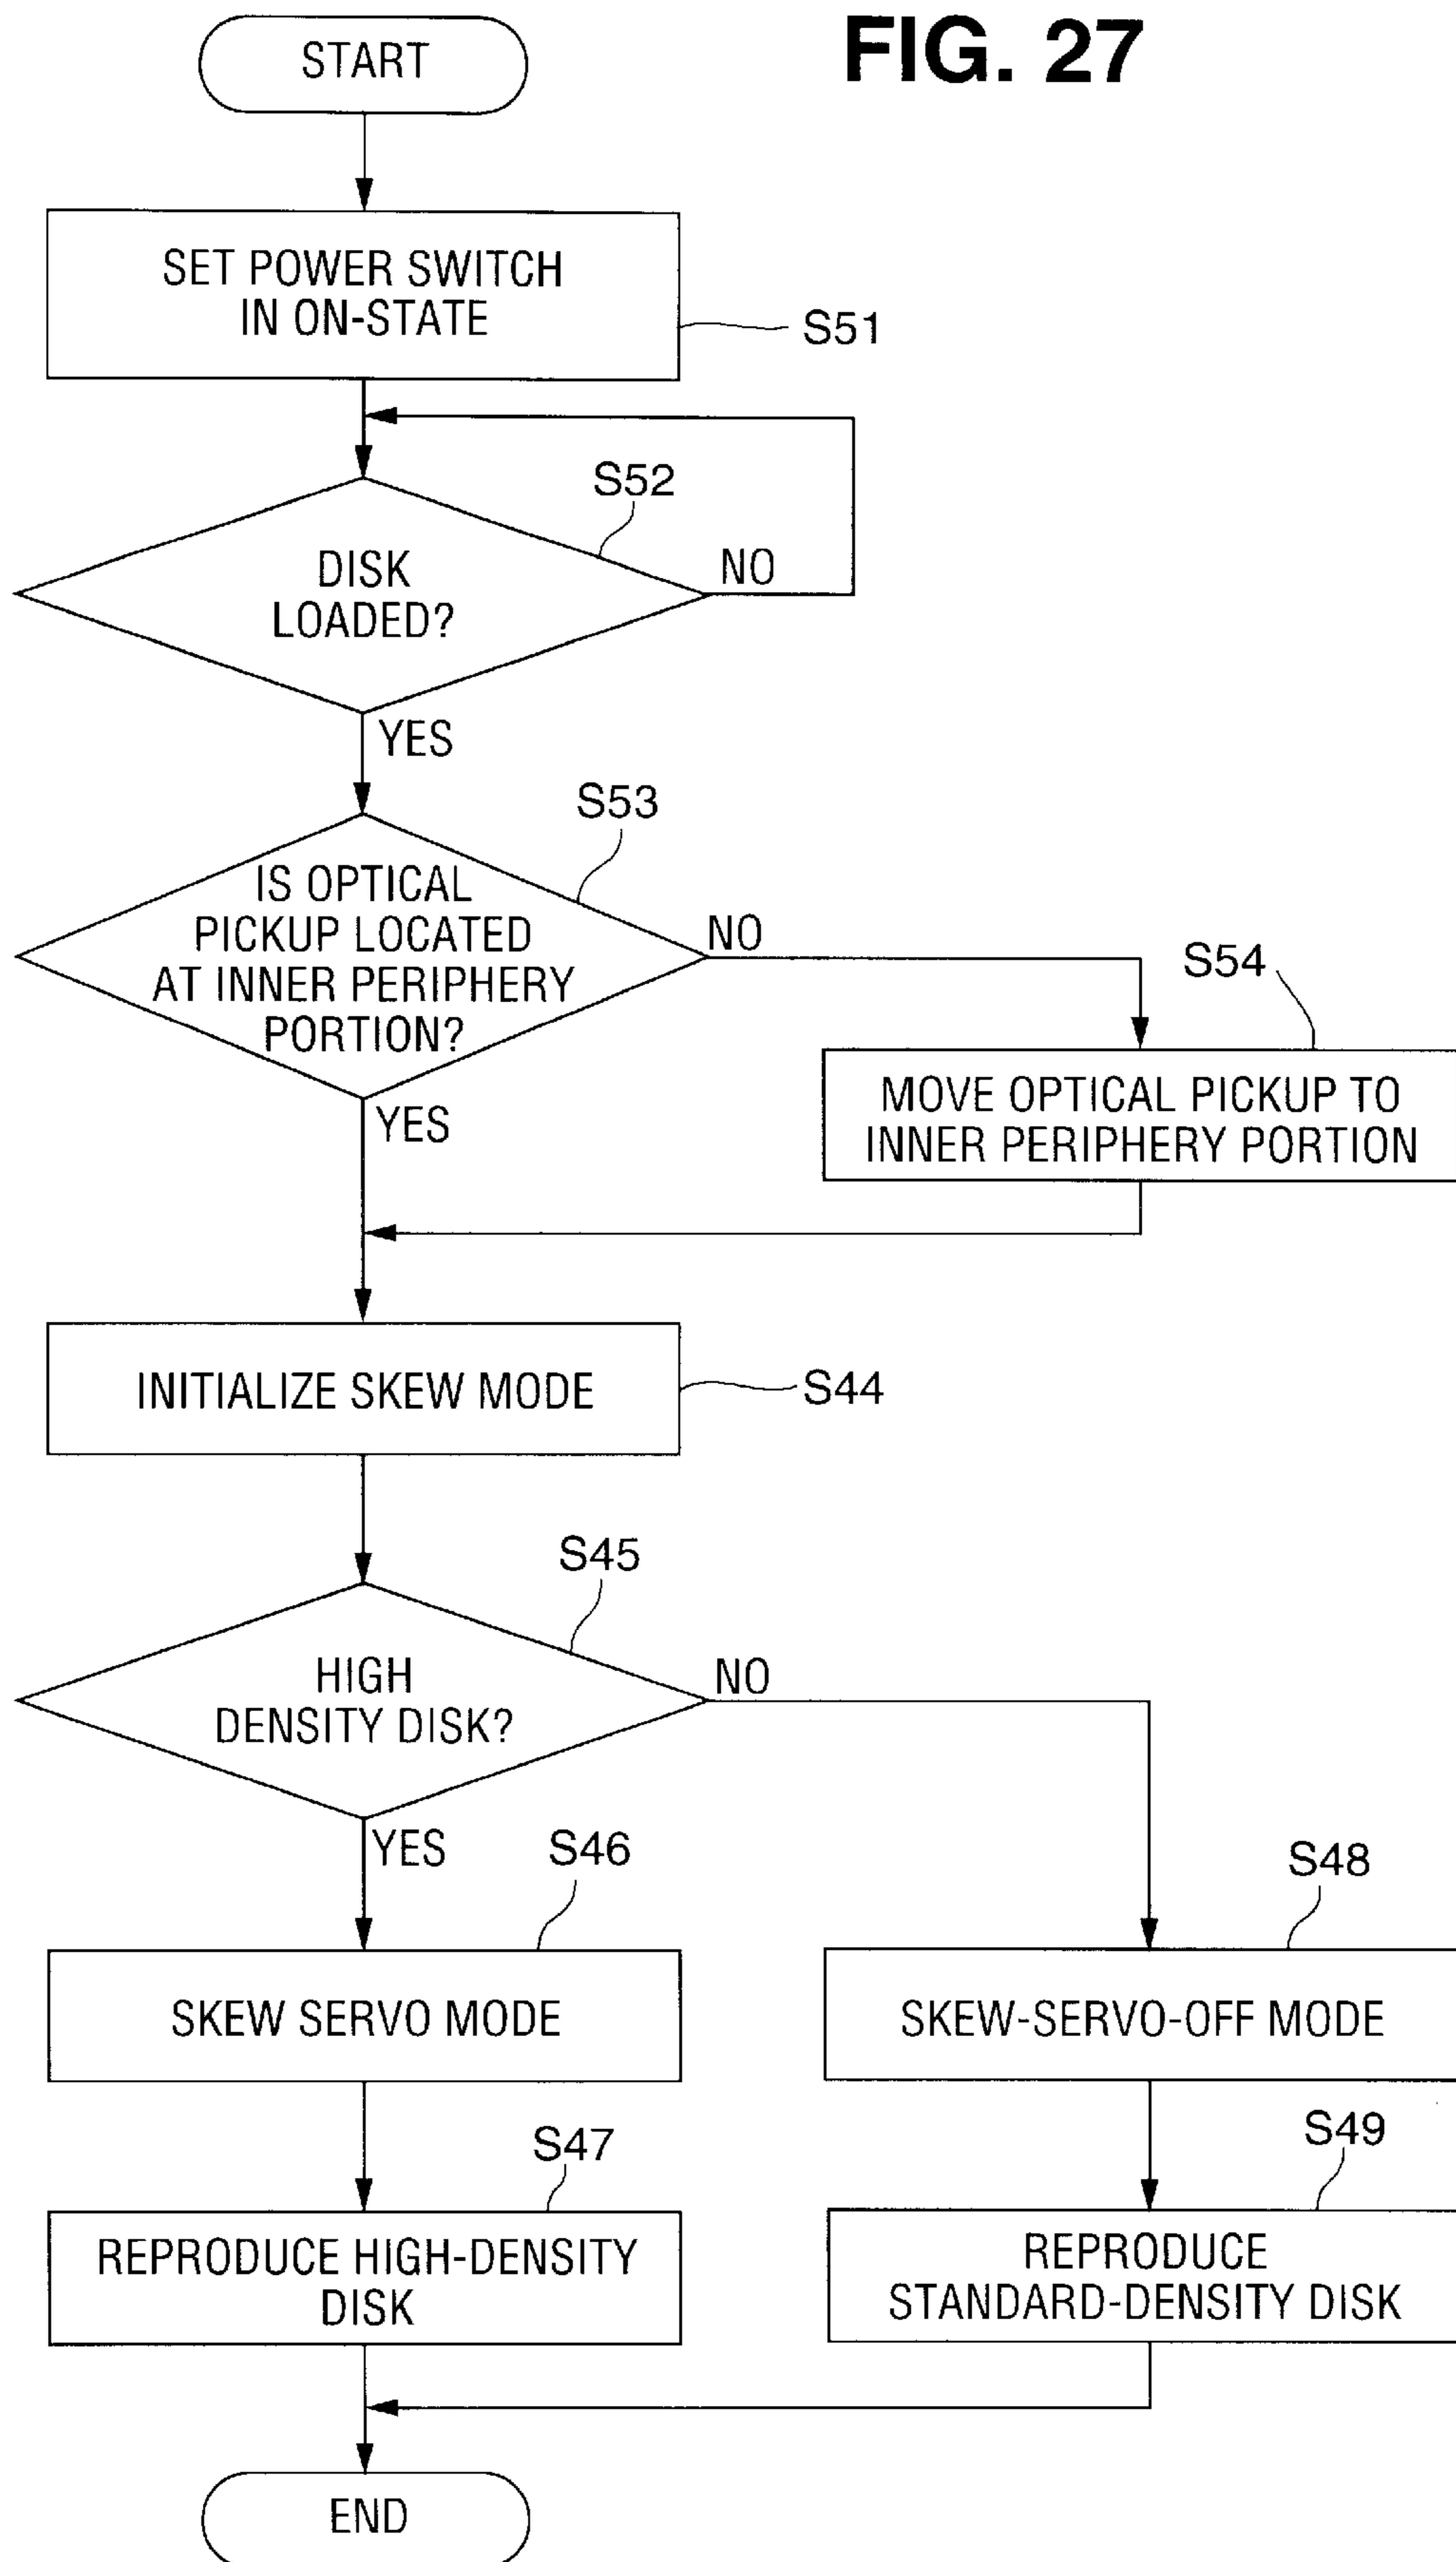 FIG. 27
START
SET POWER SWITCH
IN ON-STATE
S51
S52
DISK
LOADED?
NO
YES
S53
IS OPTICAL
PICKUP LOCATED
AT INNER PERIPHERY
PORTION?
NO
YES
S54
MOVE OPTICAL PICKUP TO
INNER PERIPHERY PORTION
INITIALIZE SKEW MODE
S44
S45
HIGH
DENSITY DISK?
NO
YES
S46
SKEW SERVO MODE
S48
SKEW-SERVO-OFF MODE
S47
REPRODUCE HIGH-DENSITY
DISK
S49
REPRODUCE
STANDARD-DENSITY DISK
END